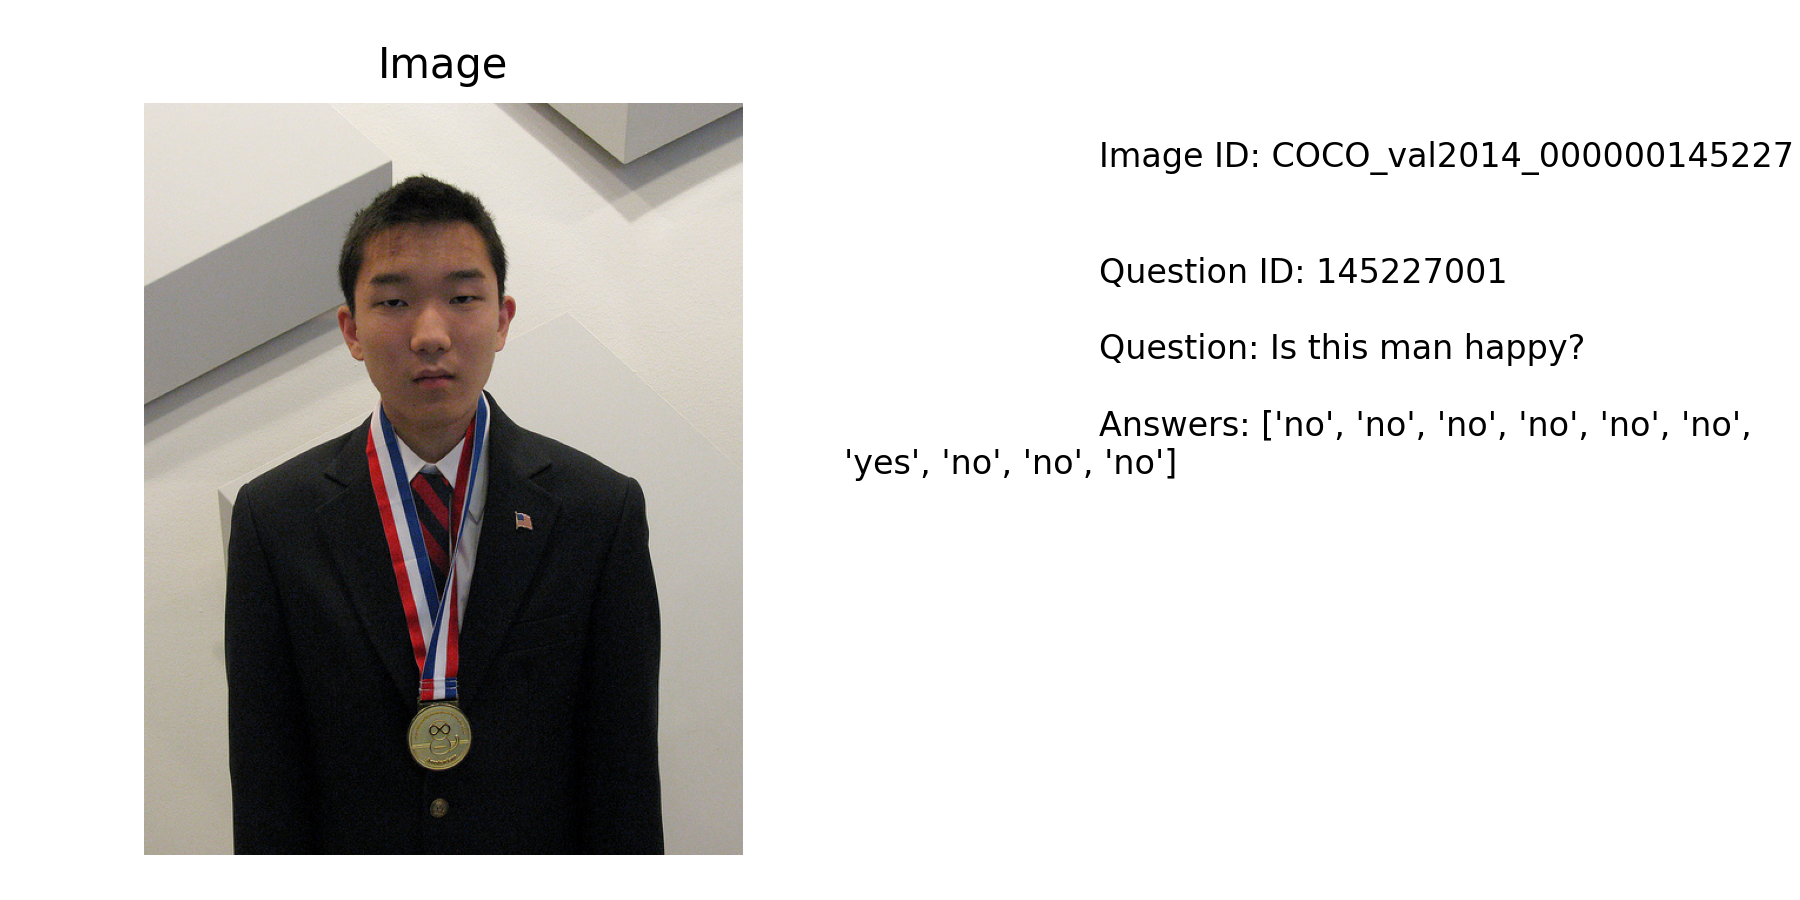 Image
Image ID: COCO_val2014_000000145227
Question ID: 145227001
Question: Is this man happy?
Answers: ['no', 'no', 'no', 'no', 'no', 'no',
'yes', 'no', 'no', 'no']